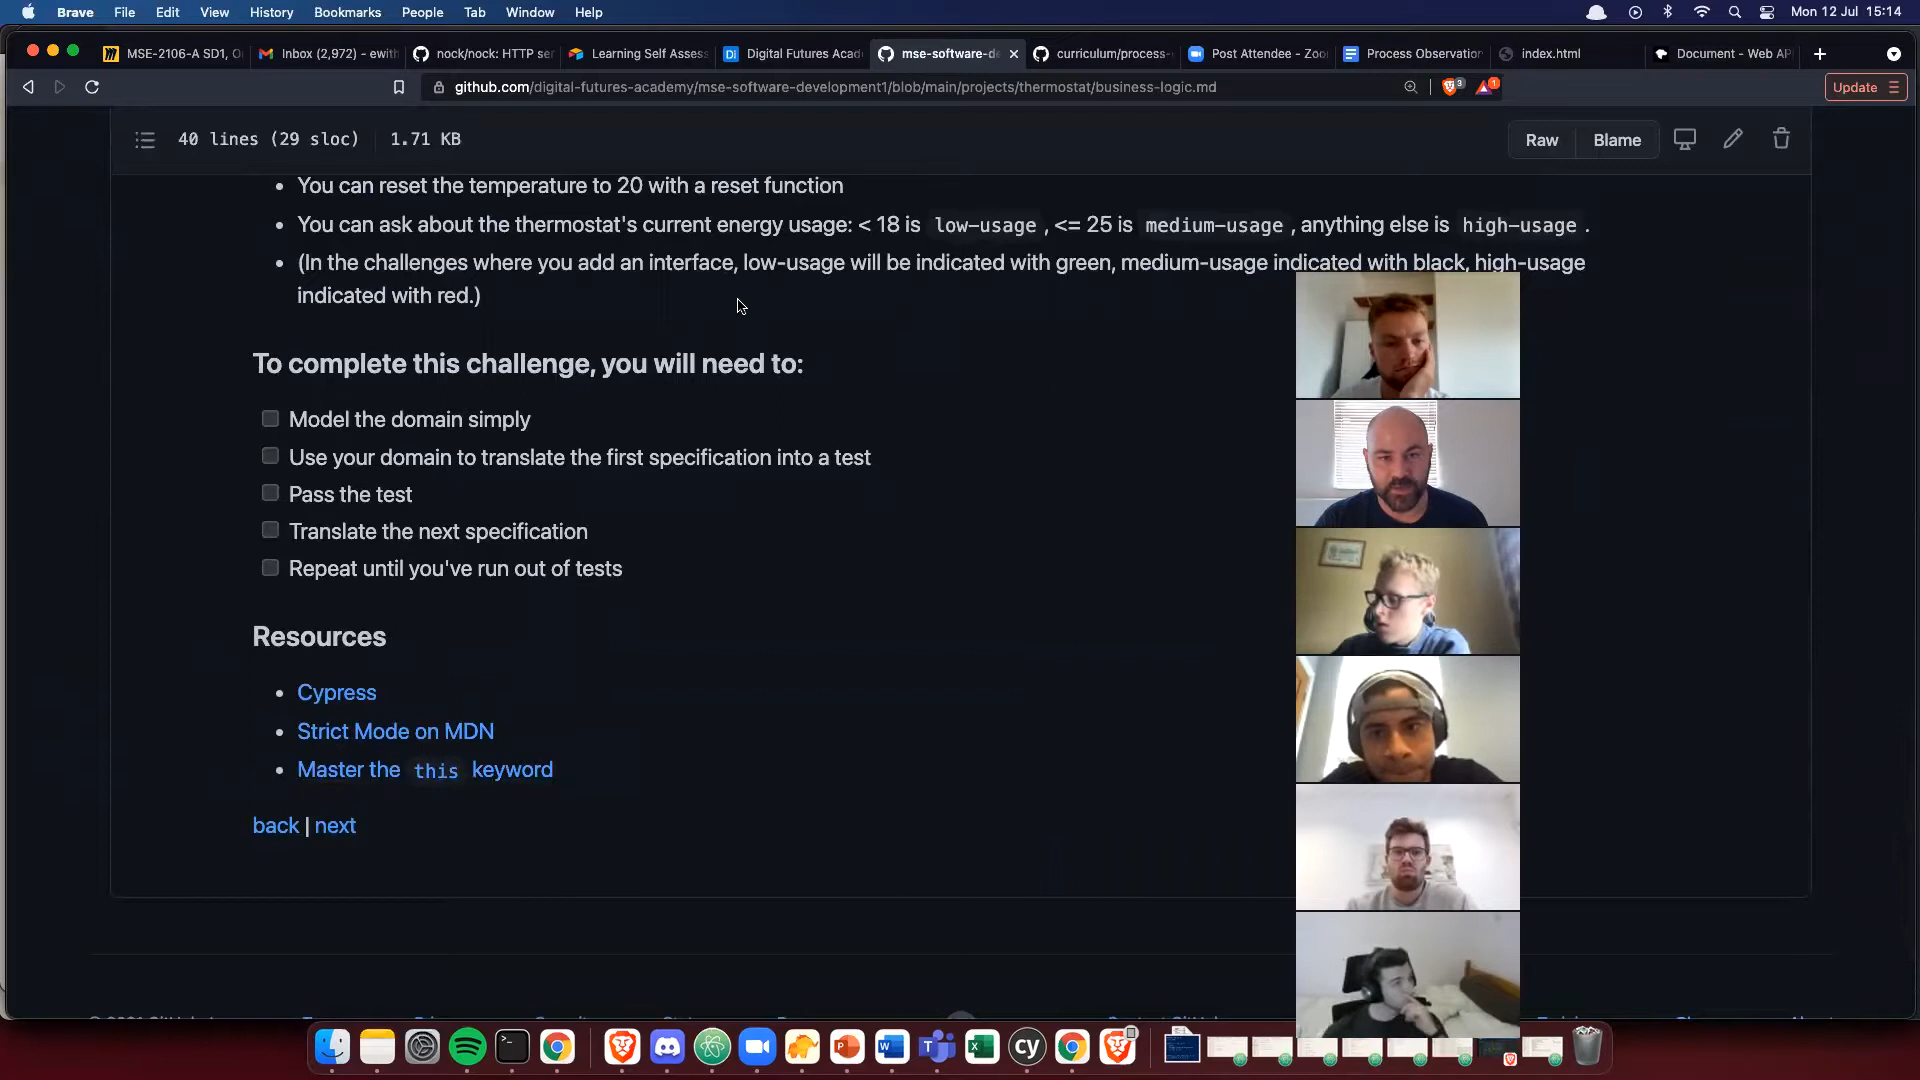 Brave File Edit View History Bookmarks People Tab Window Help Mon 12 Jul 15:14
MSE-2106-A SD1, O Inbox (2,972) - ewith nock/nock: HTTP ser Learning Self Assess Digital Futures Acad mse-software-de curriculum/process- Post Attendee - Zoo Process Observation index.html Document - Web AP
github.com/digital-futures-academy/mse-software-development1/blob/main/projects/thermostat/business-logic.md 3 1 Update
40 lines (29 sloc) 1.71 KB Raw Blame
You can reset the temperature to 20 with a reset function
You can ask about the thermostat's current energy usage: < 18 is low-usage , <= 25 is medium-usage , anything else is high-usage .
(In the challenges where you add an interface, low-usage will be indicated with green, medium-usage indicated with black, high-usage
indicated with red.)
To complete this challenge, you will need to:
Model the domain simply
Use your domain to translate the first specification into a test
Pass the test
Translate the next specification
Repeat until you've run out of tests
Resources
Cypress
Strict Mode on MDN
Master the this keyword
back | next